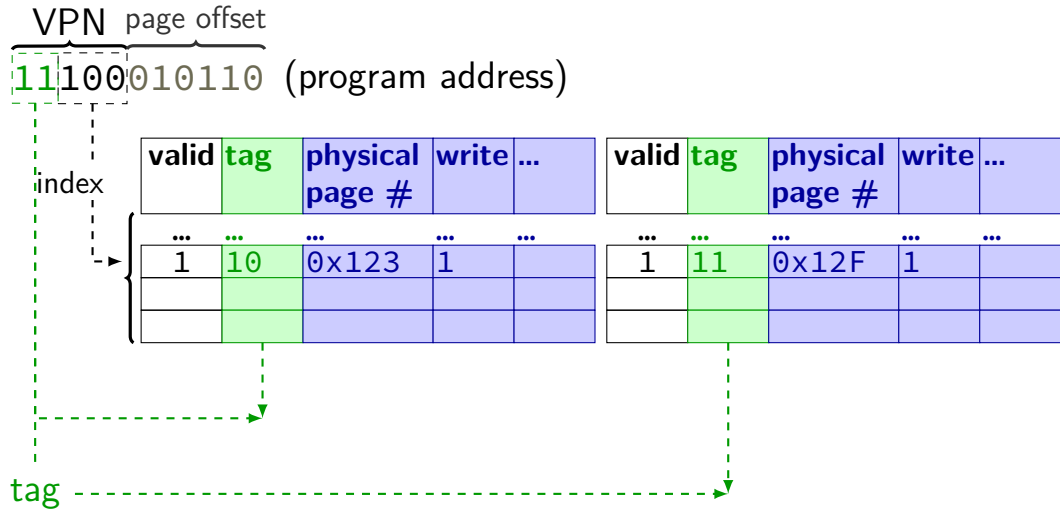 VPN page offset
11100010110 (program address)
index
valid tag physical page # write ... valid tag physical page # write ...
... ... ... ... ... ... ... ... ... ...
1 10 0x123 1 1 11 0x12F 1
tag